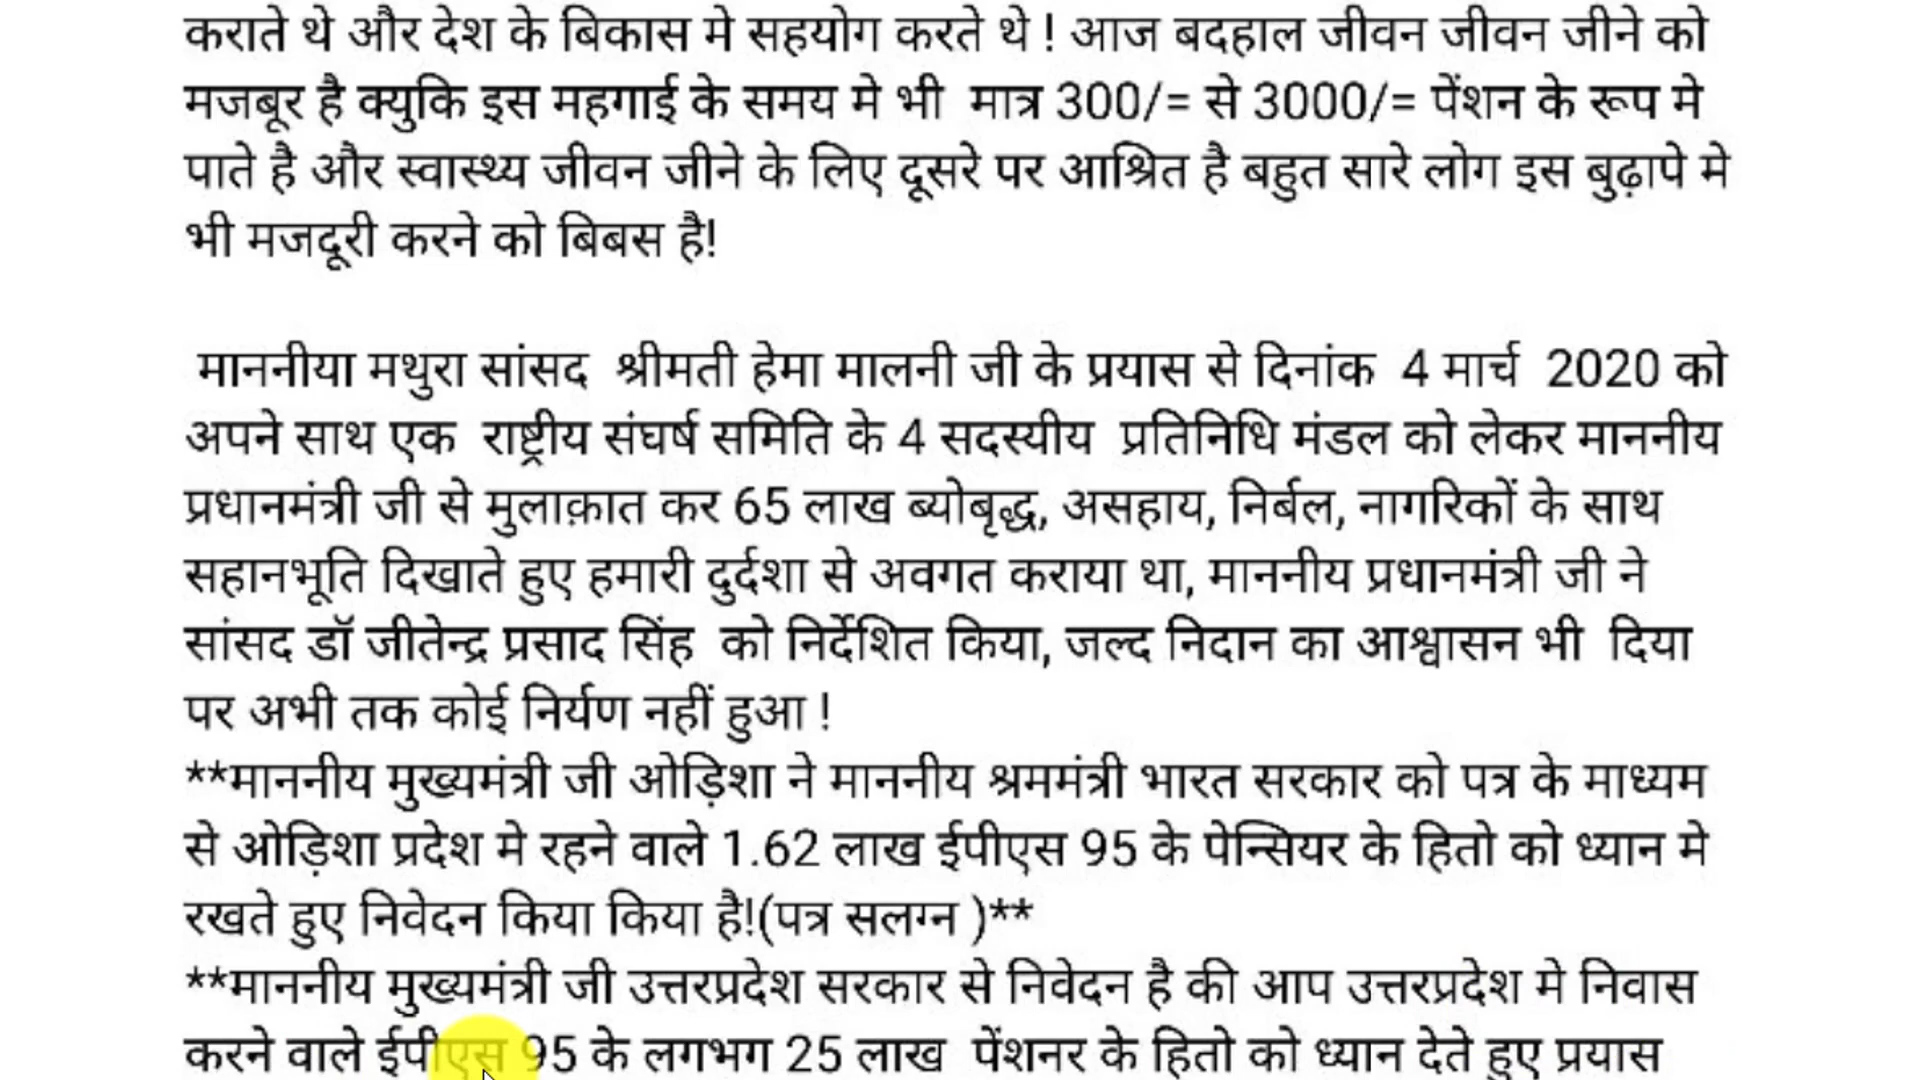 कराते थे और देश के बिकास मे सहयोग करते थे ! आज बदहाल जीवन जीवन जीने को
मजबूर है क्युकि इस महगाई के समय मे भी मात्र 300/= से 3000/= पेंशन के रूप मे
पाते है और स्वास्थ्य जीवन जीने के लिए दूसरे पर आश्रित है बहुत सारे लोग इस बुढ़ापे मे
भी मजदूरी करने को बिबस है!
माननीया मथुरा सांसद श्रीमती हेमा मालनी जी के प्रयास से दिनांक 4 मार्च 2020 को
अपने साथ एक राष्ट्रीय संघर्ष समिति के 4 सदस्यीय प्रतिनिधि मंडल को लेकर माननीय
प्रधानमंत्री जी से मुलाक़ात कर 65 लाख ब्योबृद्ध, असहाय, निर्बल, नागरिकों के साथ
सहानभूति दिखाते हुए हमारी दुर्दशा से अवगत कराया था, माननीय प्रधानमंत्री जी ने
सांसद डॉ जीतेन्द्र प्रसाद सिंह को निर्देशित किया, जल्द निदान का आश्वासन भी दिया
पर अभी तक कोई निर्यण नहीं हुआ !
**माननीय मुख्यमंत्री जी ओड़िशा ने माननीय श्रममंत्री भारत सरकार को पत्र के माध्यम
से ओड़िशा प्रदेश मे रहने वाले 1.62 लाख ईपीएस 95 के पेन्सियर के हितो को ध्यान मे
रखते हुए निवेदन किया किया है!(पत्र सलग्न )**
**माननीय मुख्यमंत्री जी उत्तरप्रदेश सरकार से निवेदन है की आप उत्तरप्रदेश मे निवास
करने वाले ईपीएस 95 के लगभग 25 लाख पेंशनर के हितो को ध्यान देते हुए प्रयास